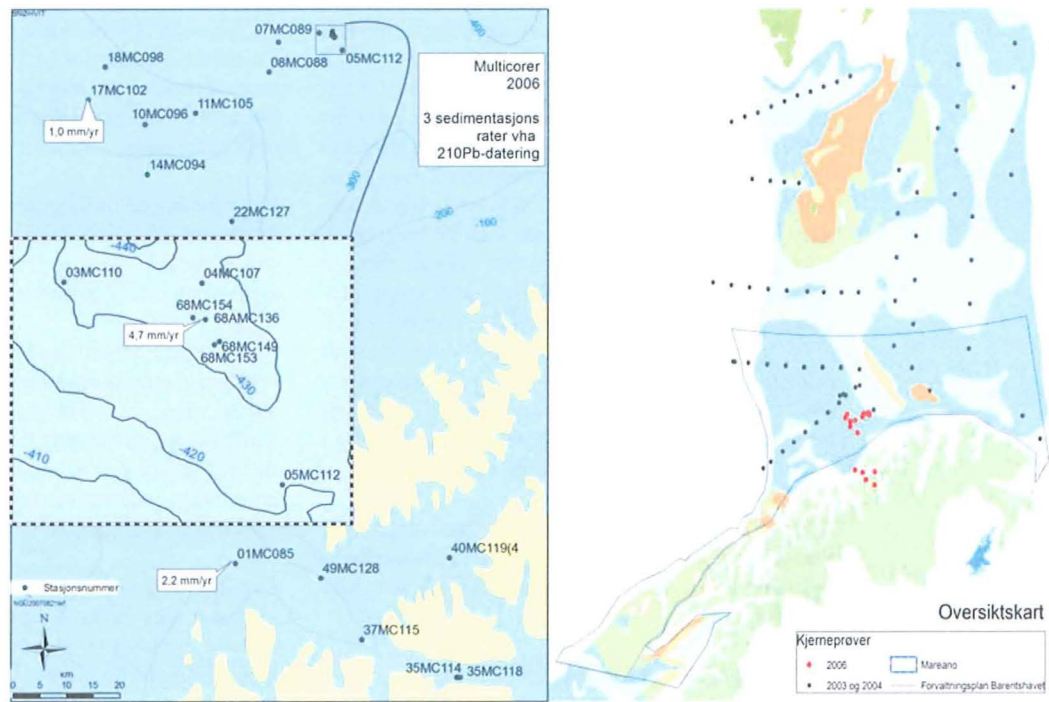 07MC089
18MC098
05MC112
08MC088
17MC102
1,0 mm/yr
11MC105
10MC096
14MC094
22MC127
Multicorer
2006
3 sedimentasjons
rater vha
210Pb-datering
-400
-300
-200
-100
-440
03MC110
04MC107
68MC154
68AMC136
4,7 mm/yr
68MC149
68MC153
-430
-420
-410
05MC112
01MC085
2,2 mm/yr
49MC128
40MC119(4
Stasjonsnummer
N
37MC115
35MC114
35MC118
km
0 5 10 20
Oversiktskart
Kjerneprøver
2006
Mareano
2003 og 2004
Forvaltningsplan Barentshavet